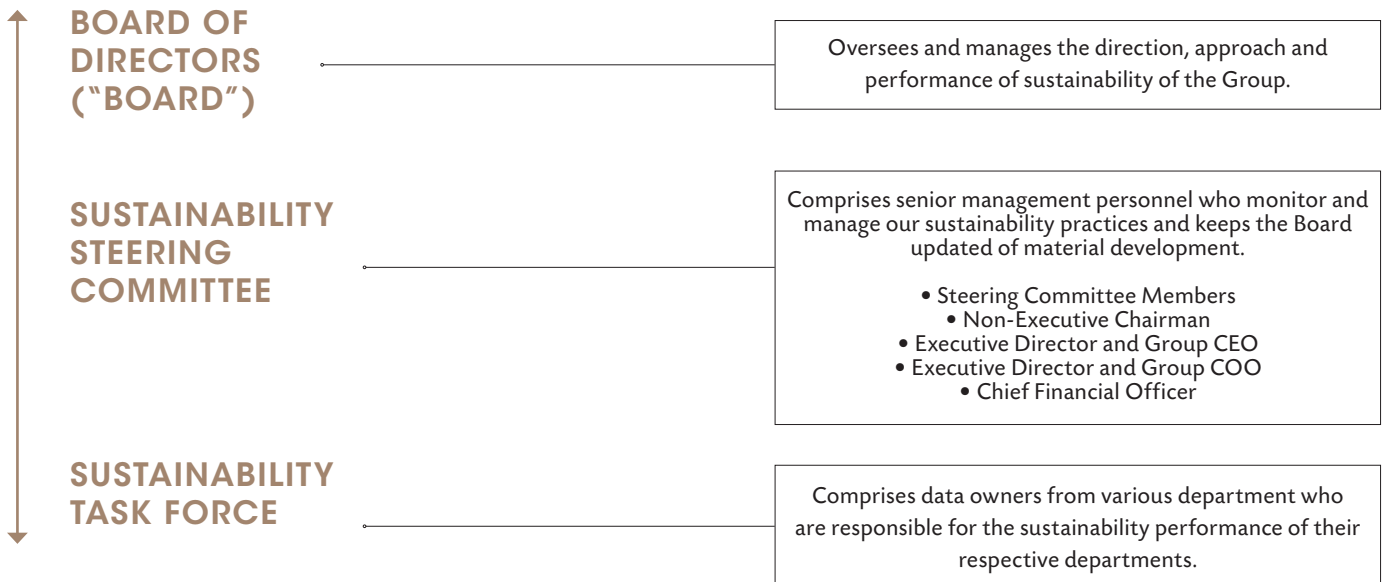 BOARD OF
DIRECTORS
(“BOARD”)
Oversees and manages the direction, approach and
performance of sustainability of the Group.
SUSTAINABILITY
STEERING
COMMITTEE
Comprises senior management personnel who monitor and
manage our sustainability practices and keeps the Board
updated of material development.
• Steering Committee Members
• Non-Executive Chairman
• Executive Director and Group CEO
• Executive Director and Group COO
• Chief Financial Officer
SUSTAINABILITY
TASK FORCE
Comprises data owners from various department who
are responsible for the sustainability performance of their
respective departments.